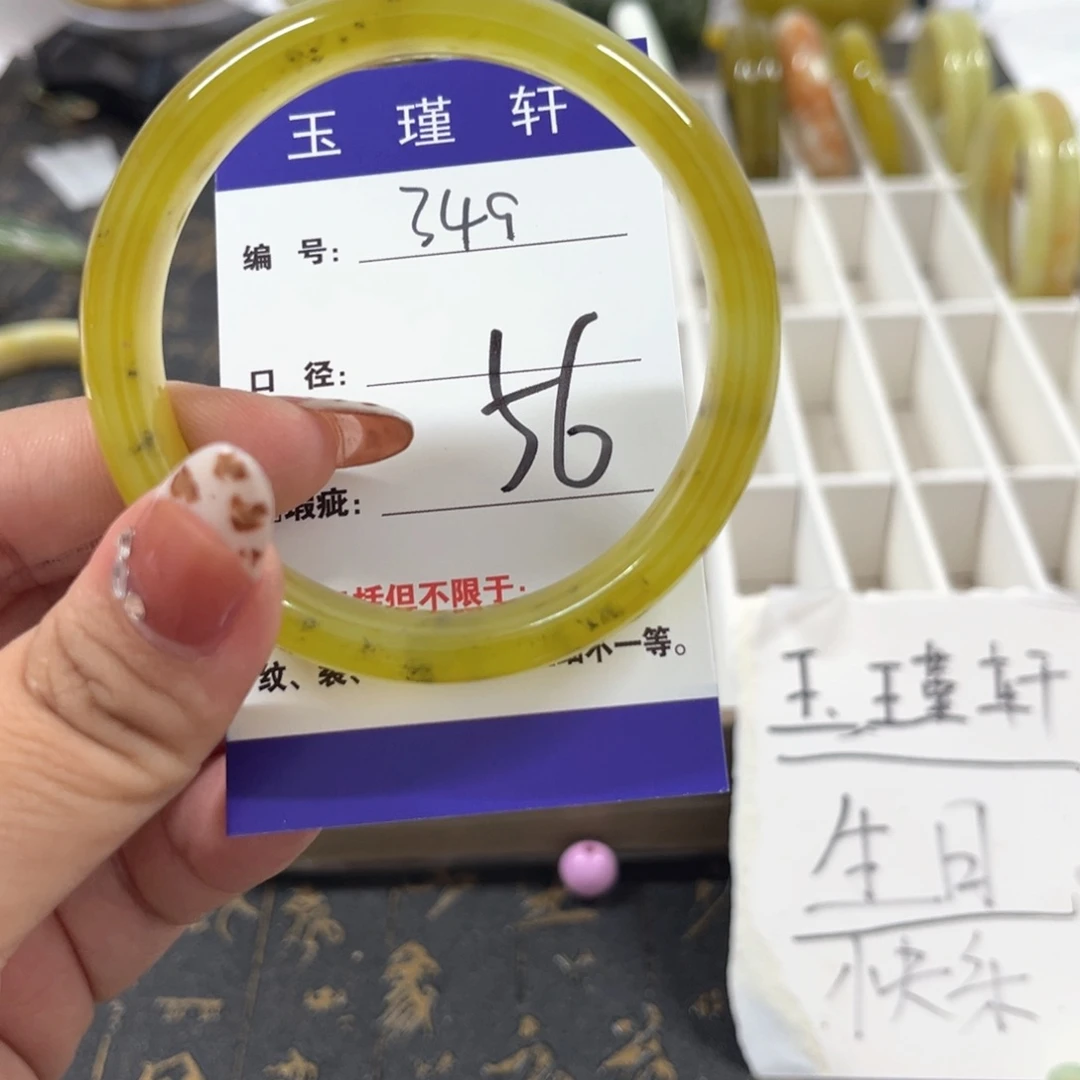 玉瑾轩
编 号: 349
口 径: 56
瑕疵:
括但不限于:
纹、裂、 不一等。
玉瑾轩
生日
快乐